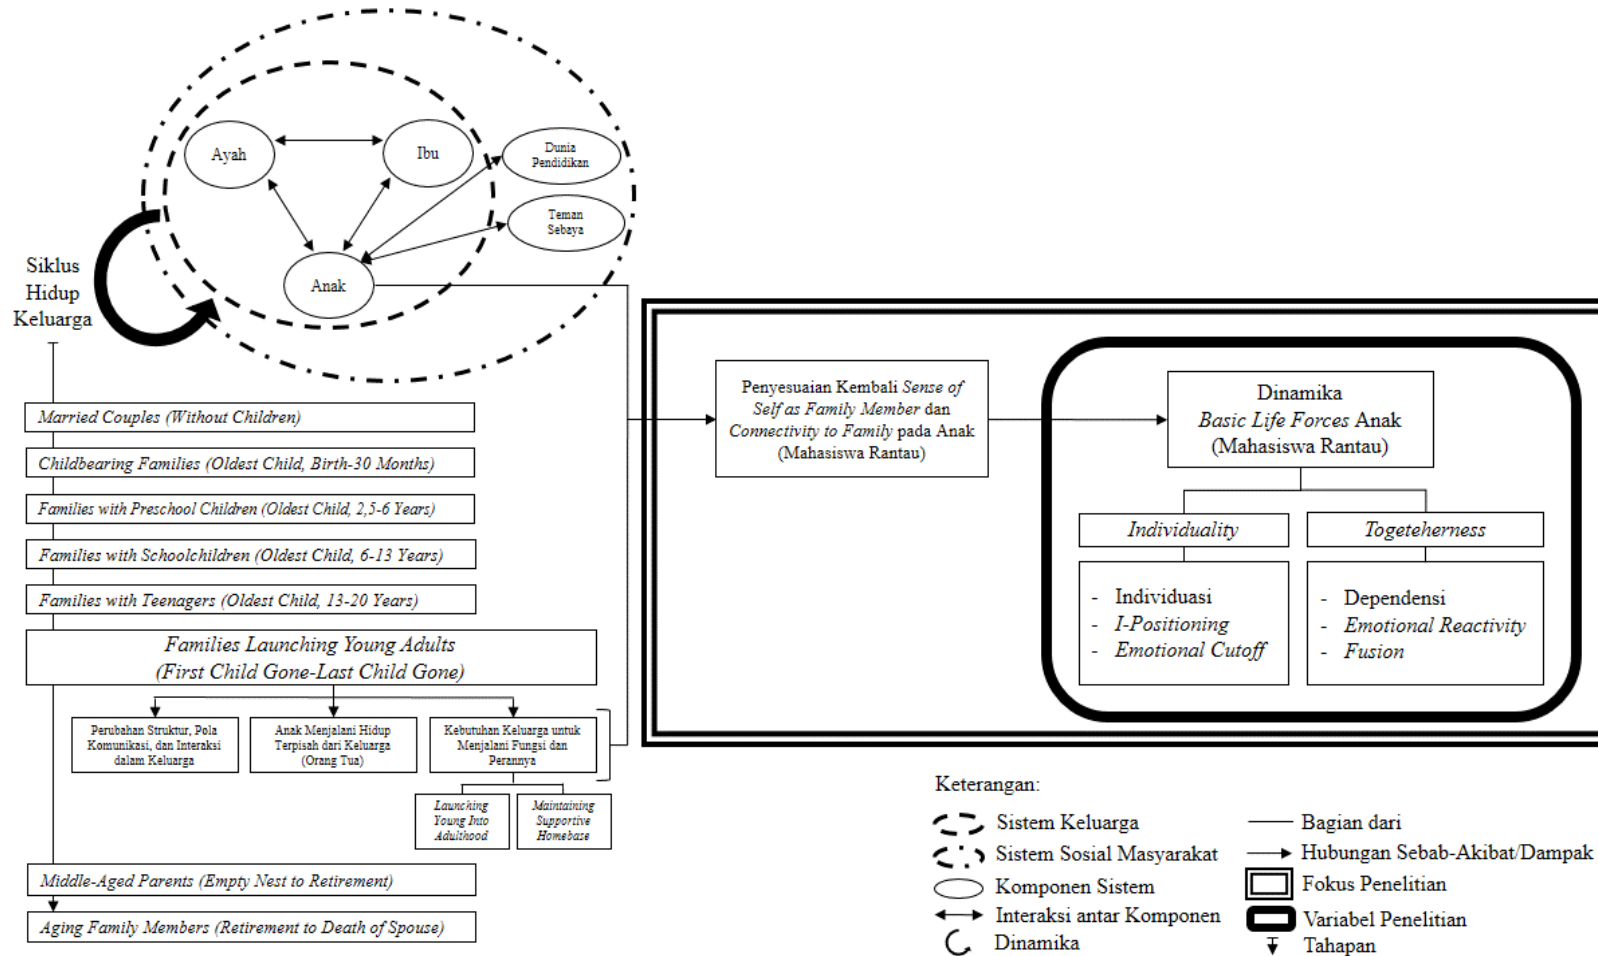 Ayah
Ibu
Dunia
Pendidikan
Teman
Sebaya
Anak
Siklus
Hidup
Keluarga
Married Couples (Without Children)
Childbearing Families (Oldest Child, Birth-30 Months)
Families with Preschool Children (Oldest Child, 2,5-6 Years)
Families with Schoolchildren (Oldest Child, 6-13 Years)
Families with Teenagers (Oldest Child, 13-20 Years)
Families Launching Young Adults
(First Child Gone-Last Child Gone)
Perubahan Struktur, Pola
Komunikasi, dan Interaksi
dalam Keluarga
Anak Menjalani Hidup
Terpisah dari Keluarga
(Orang Tua)
Kebutuhan Keluarga untuk
Menjalani Fungsi dan
Perannya
Launching
Young Into
Adulthood
Maintaining
Supportive
Homebase
Middle-Aged Parents (Empty Nest to Retirement)
Aging Family Members (Retirement to Death of Spouse)
Penyesuaian Kembali Sense of
Self as Family Member dan
Connectivity to Family pada Anak
(Mahasiswa Rantau)
Dinamika
Basic Life Forces Anak
(Mahasiswa Rantau)
Individuality
- Individuasi
- I-Positioning
- Emotional Cutoff
Togeteherness
- Dependensi
- Emotional Reactivity
- Fusion
Keterangan:
Sistem Keluarga
Sistem Sosial Masyarakat
Komponen Sistem
Interaksi antar Komponen
Dinamika
Bagian dari
Hubungan Sebab-Akibat/Dampak
Fokus Penelitian
Variabel Penelitian
Tahapan